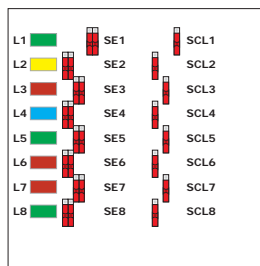 L1 SE1 SCL1
L2 SE2 SCL2
L3 SE3 SCL3
L4 SE4 SCL4
L5 SE5 SCL5
L6 SE6 SCL6
L7 SE7 SCL7
L8 SE8 SCL8